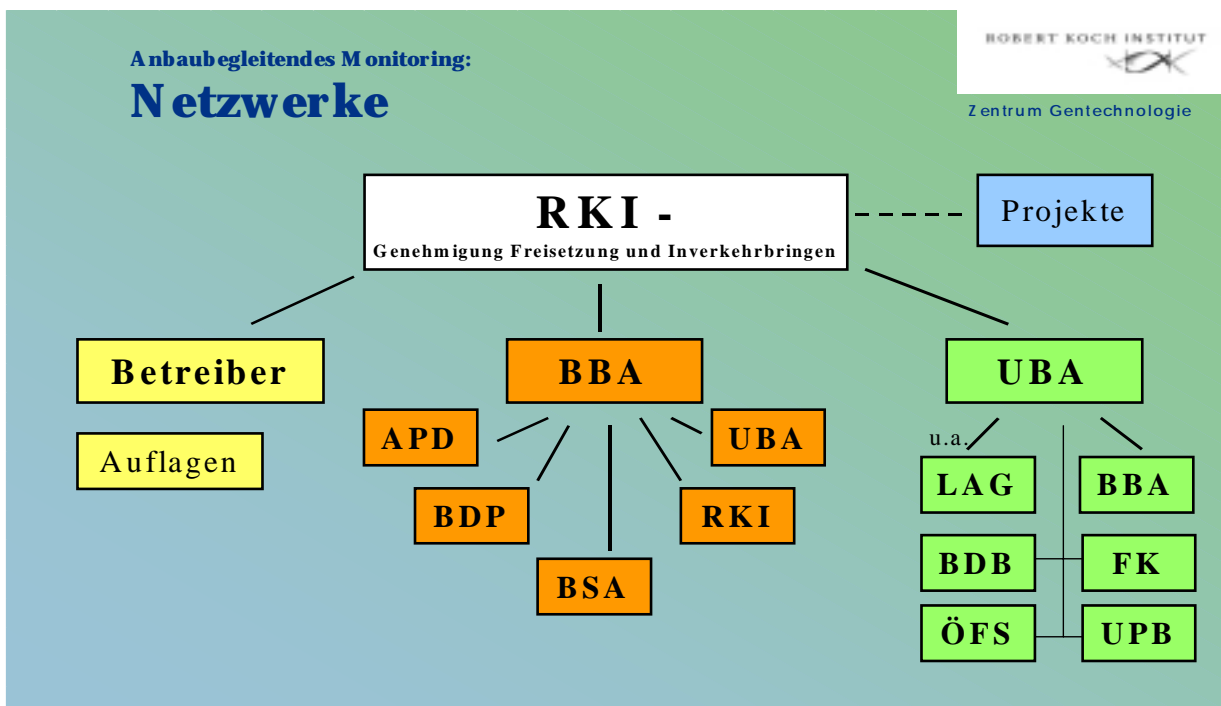 Anbaubegleitendes Monitoring:
Netzwerke
ROBERT KOCH INSTITUT
Zentrum Gentechnologie
RKI -
Genehmigung Freisetzung und Inverkehrbringen
Projekte
Betreiber
BBA
UBA
Auflagen
APD
UBA
BDP
RKI
BSA
u.a.
LAG
BBA
BDB
FK
ÖFS
UPB